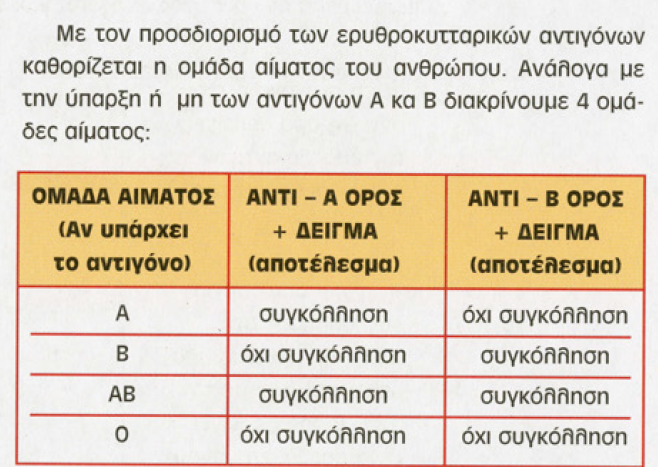 Με τον προσδιορισμό των ερυθροκυτταρικών αντιγόνων
καθορίζεται η ομάδα αίματος του ανθρώπου. Ανάλογα με
την ύπαρξη ή μη των αντιγόνων Α κα Β διακρίνουμε 4 ομά-
δες αίματος:
ΟΜΑΔΑ ΑΙΜΑΤΟΣ ΑΝΤΙ – Α ΟΡΟΣ ΑΝΤΙ – Β ΟΡΟΣ
(Αν υπάρχει + ΔΕΙΓΜΑ + ΔΕΙΓΜΑ
το αντιγόνο) (αποτέλεσμα) (αποτέλεσμα)
Α συγκόλληση όχι συγκόλληση
Β όχι συγκόλληση συγκόλληση
ΑΒ συγκόλληση συγκόλληση
Ο όχι συγκόλληση όχι συγκόλληση